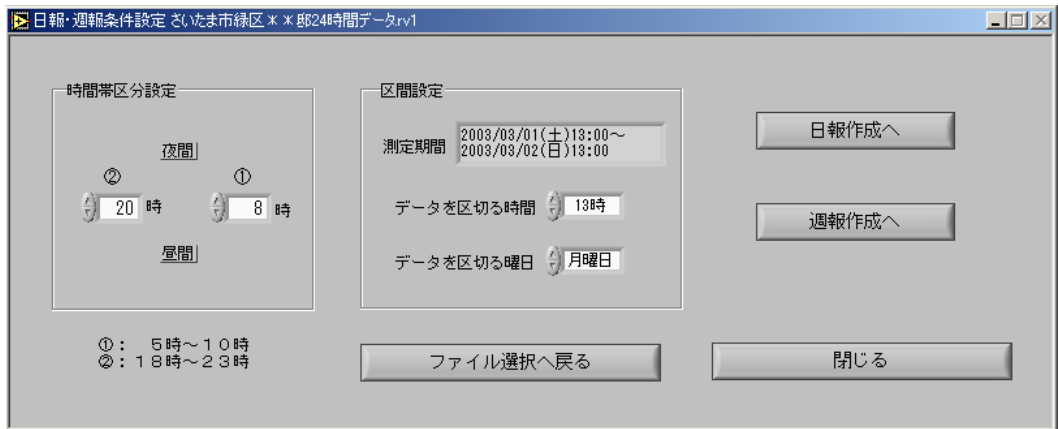 日報・週報条件設定 さいたま市緑区＊＊邸24時間データ.rv1
時間帯区分設定
夜間
② ①
20 時 8 時
昼間
①： 5時～10時
②：18時～23時
区間設定
測定期間 2003/03/01(土)13:00～
2003/03/02(日)13:00
データを区切る時間 13時
データを区切る曜日 月曜日
日報作成へ
週報作成へ
ファイル選択へ戻る
閉じる